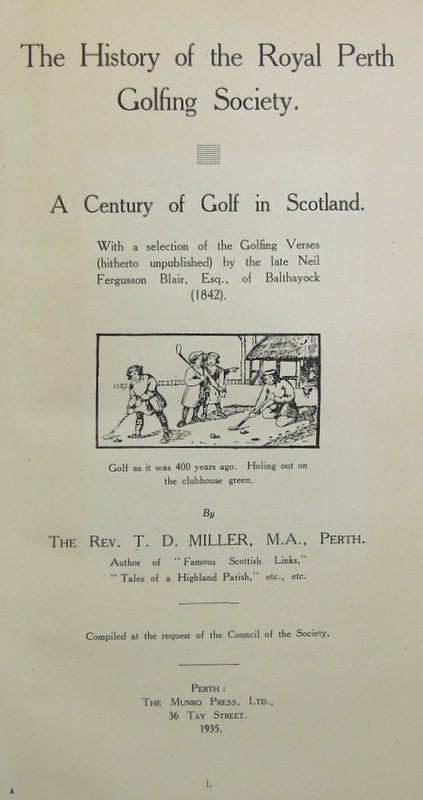 The History of the Royal Perth
Golfing Society.
A Century of Golf in Scotland.
With a selection of the Golfing Verses
(hitherto unpublished) by the late Neil
Fergusson Blair, Esq., of Balthayock
(1842).
Golf as it was 400 years ago. Holing out on
the clubhouse green.
By
THE REV. T. D. MILLER, M.A., PERTH.
Author of "Famous Scottish Links,"
"Tales of a Highland Parish," etc., etc.
Compiled at the request of the Council of the Society.
PERTH:
THE MUNRO PRESS, LTD.,
36 TAY STREET.
1935.
i.
A